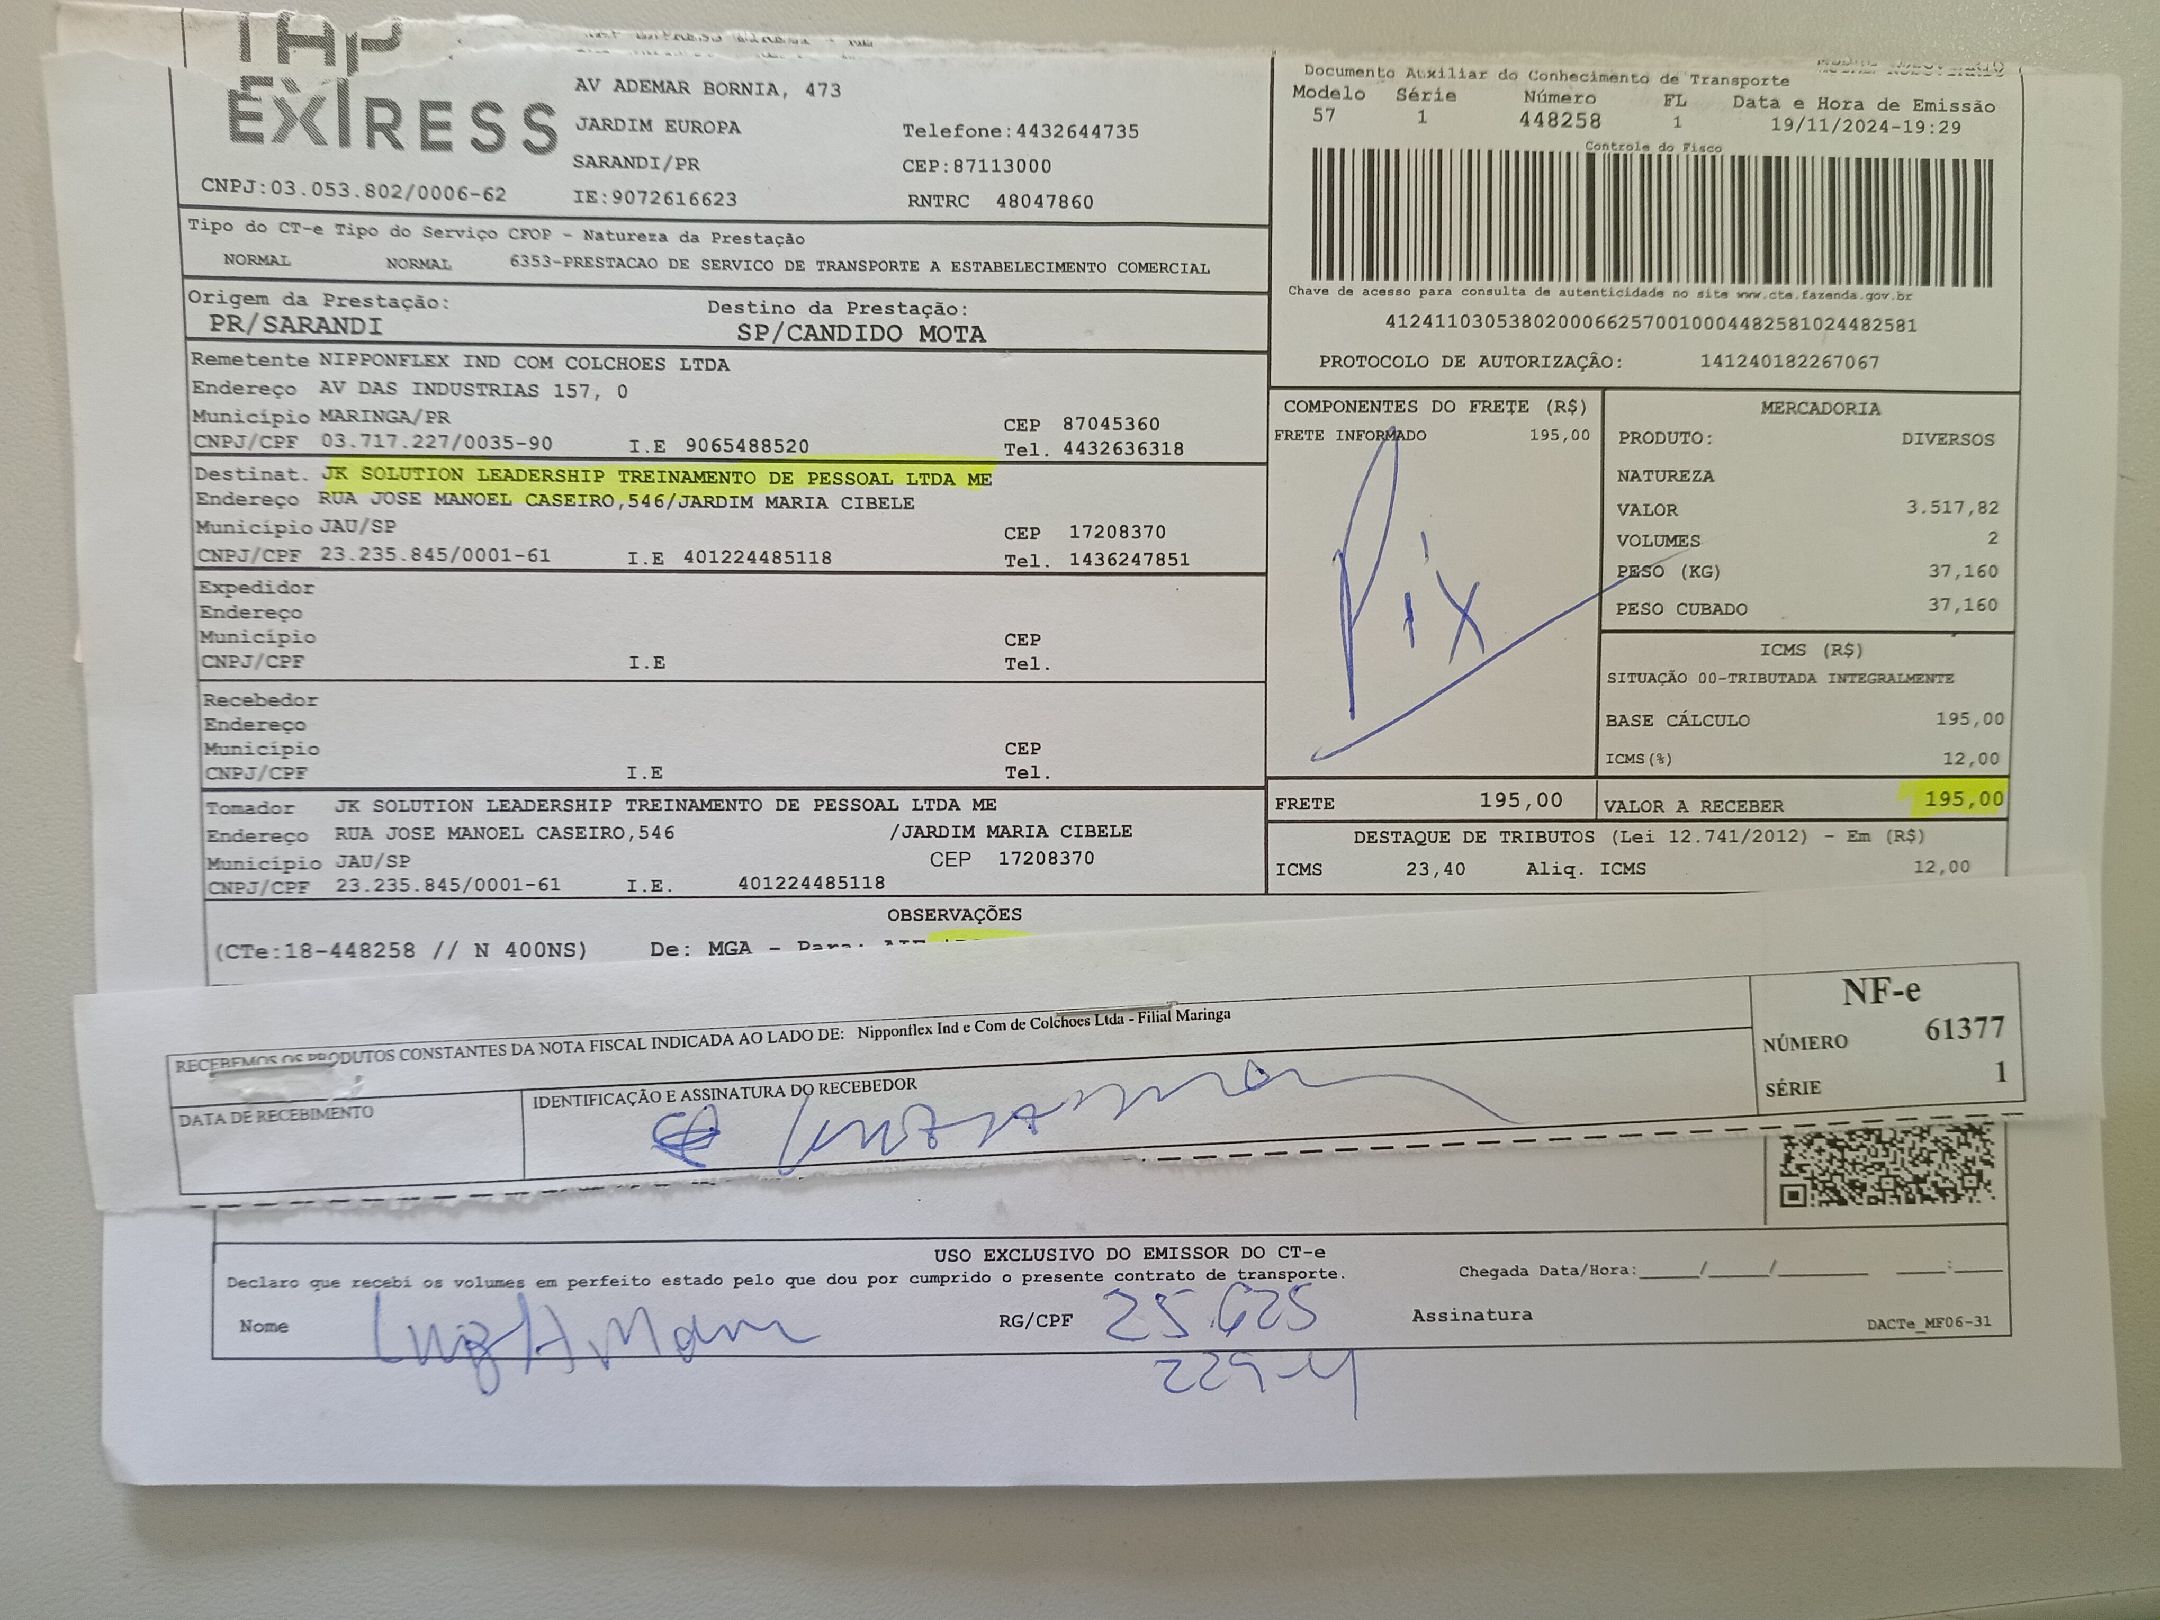 EXPRESS
AV ADEMAR BORNIA, 473
JARDIM EUROPA
Telefone:4432644735
SARANDI/PR
CEP:87113000
CNPJ:03.053.802/0006-62
IE:9072616623
RNTRC 48047860
Documento Auxiliar do Conhecimento de Transporte
Modelo Série Número FL Data e Hora de Emissão
57 1 448258 1 19/11/2024-19:29
Controle do Fisco
Chave de acesso para consulta de autenticidade no site www.cte.fazenda.gov.br
41241103053802000662570010004482581024482581
PROTOCOLO DE AUTORIZAÇÃO: 141240182267067
Tipo do CT-e Tipo do Serviço CFOP - Natureza da Prestação
NORMAL NORMAL 6353-PRESTACAO DE SERVICO DE TRANSPORTE A ESTABELECIMENTO COMERCIAL
Origem da Prestação: Destino da Prestação:
PR/SARANDI SP/CANDIDO MOTA
Remetente NIPPONFLEX IND COM COLCHOES LTDA
Endereço AV DAS INDUSTRIAS 157, 0
Município MARINGA/PR CEP 87045360
CNPJ/CPF 03.717.227/0035-90 I.E 9065488520 Tel. 4432636318
Destinat. JK SOLUTION LEADERSHIP TREINAMENTO DE PESSOAL LTDA ME
Endereço RUA JOSE MANOEL CASEIRO,546/JARDIM MARIA CIBELE
Município JAU/SP CEP 17208370
CNPJ/CPF 23.235.845/0001-61 I.E 401224485118 Tel. 1436247851
Expedidor
Endereço
Município CEP
CNPJ/CPF I.E Tel.
Recebedor
Endereço
Município CEP
CNPJ/CPF I.E Tel.
Tomador JK SOLUTION LEADERSHIP TREINAMENTO DE PESSOAL LTDA ME
Endereço RUA JOSE MANOEL CASEIRO,546 /JARDIM MARIA CIBELE
Município JAU/SP CEP 17208370
CNPJ/CPF 23.235.845/0001-61 I.E. 401224485118
COMPONENTES DO FRETE (R$)
FRETE INFORMADO 195,00
Pix
MERCADORIA
PRODUTO: DIVERSOS
NATUREZA
VALOR 3.517,82
VOLUMES 2
PESO (KG) 37,160
PESO CUBADO 37,160
ICMS (R$)
SITUAÇÃO 00-TRIBUTADA INTEGRALMENTE
BASE CÁLCULO 195,00
ICMS(%) 12,00
FRETE 195,00 VALOR A RECEBER 195,00
DESTAQUE DE TRIBUTOS (Lei 12.741/2012) - Em (R$)
ICMS 23,40 Aliq. ICMS 12,00
OBSERVAÇÕES
(CTe:18-448258 // N 400NS) De: MGA - Para:
RECEBEMOS OS PRODUTOS CONSTANTES DA NOTA FISCAL INDICADA AO LADO DE: Nipponflex Ind e Com de Colchoes Ltda - Filial Maringa
DATA DE RECEBIMENTO
IDENTIFICAÇÃO E ASSINATURA DO RECEBEDOR
NF-e
NÚMERO 61377
SÉRIE 1
USO EXCLUSIVO DO EMISSOR DO CT-e
Declaro que recebi os volumes em perfeito estado pelo que dou por cumprido o presente contrato de transporte.
Chegada Data/Hora:_____/_____/_______ ____:____
Nome Luiz A RG/CPF 25.625 Assinatura
229-4
DACTe_MF06-31